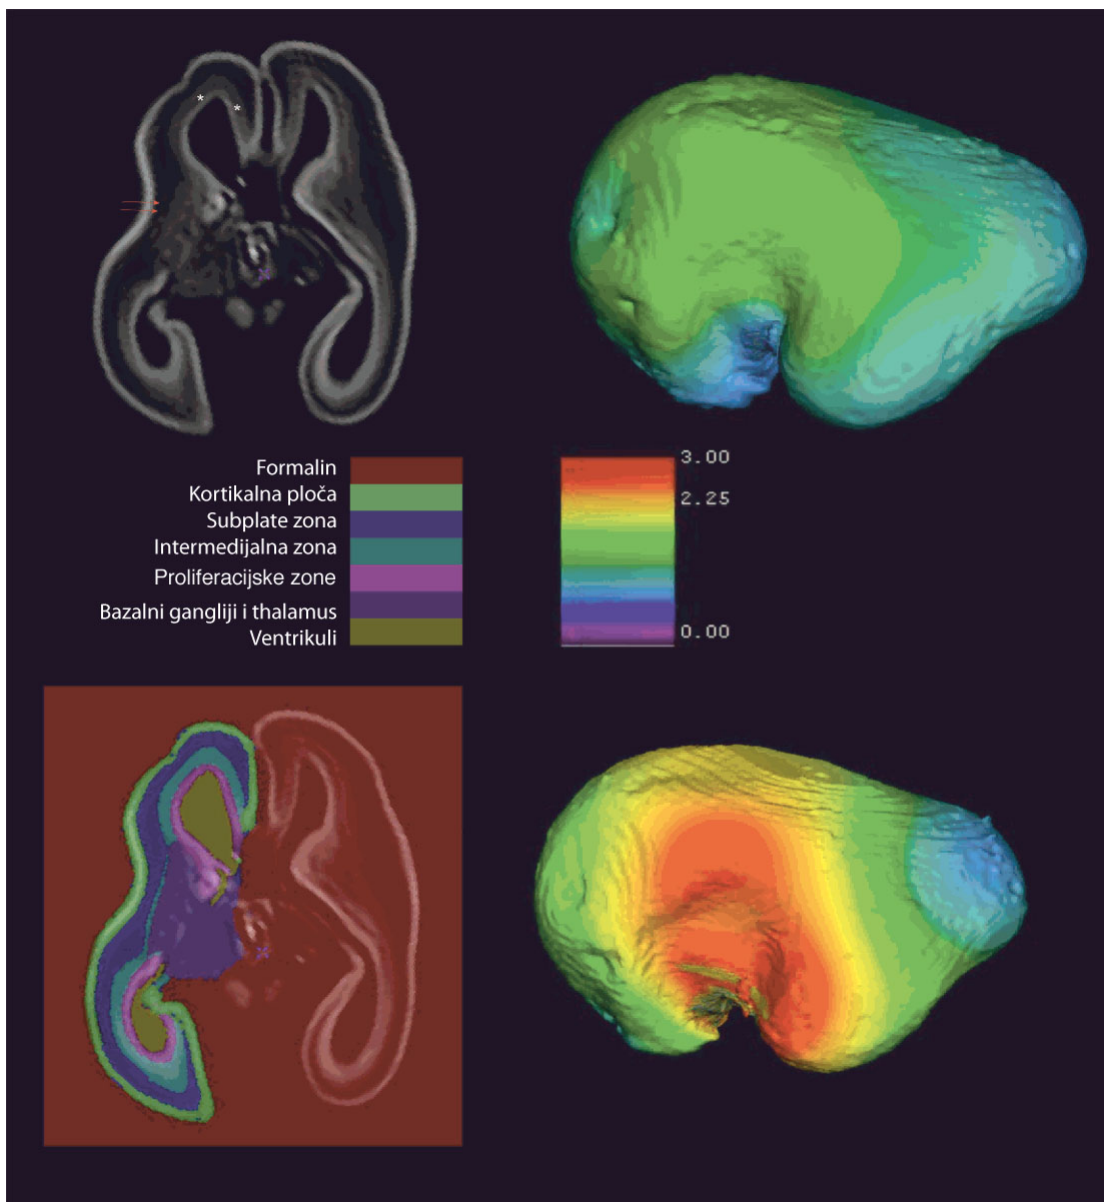 * *
Formalin
Kortikalna ploča
Subplate zona
Intermedijalna zona
Proliferacijske zone
Bazalni gangliji i thalamus
Ventrikuli
3.00
2.25
0.00